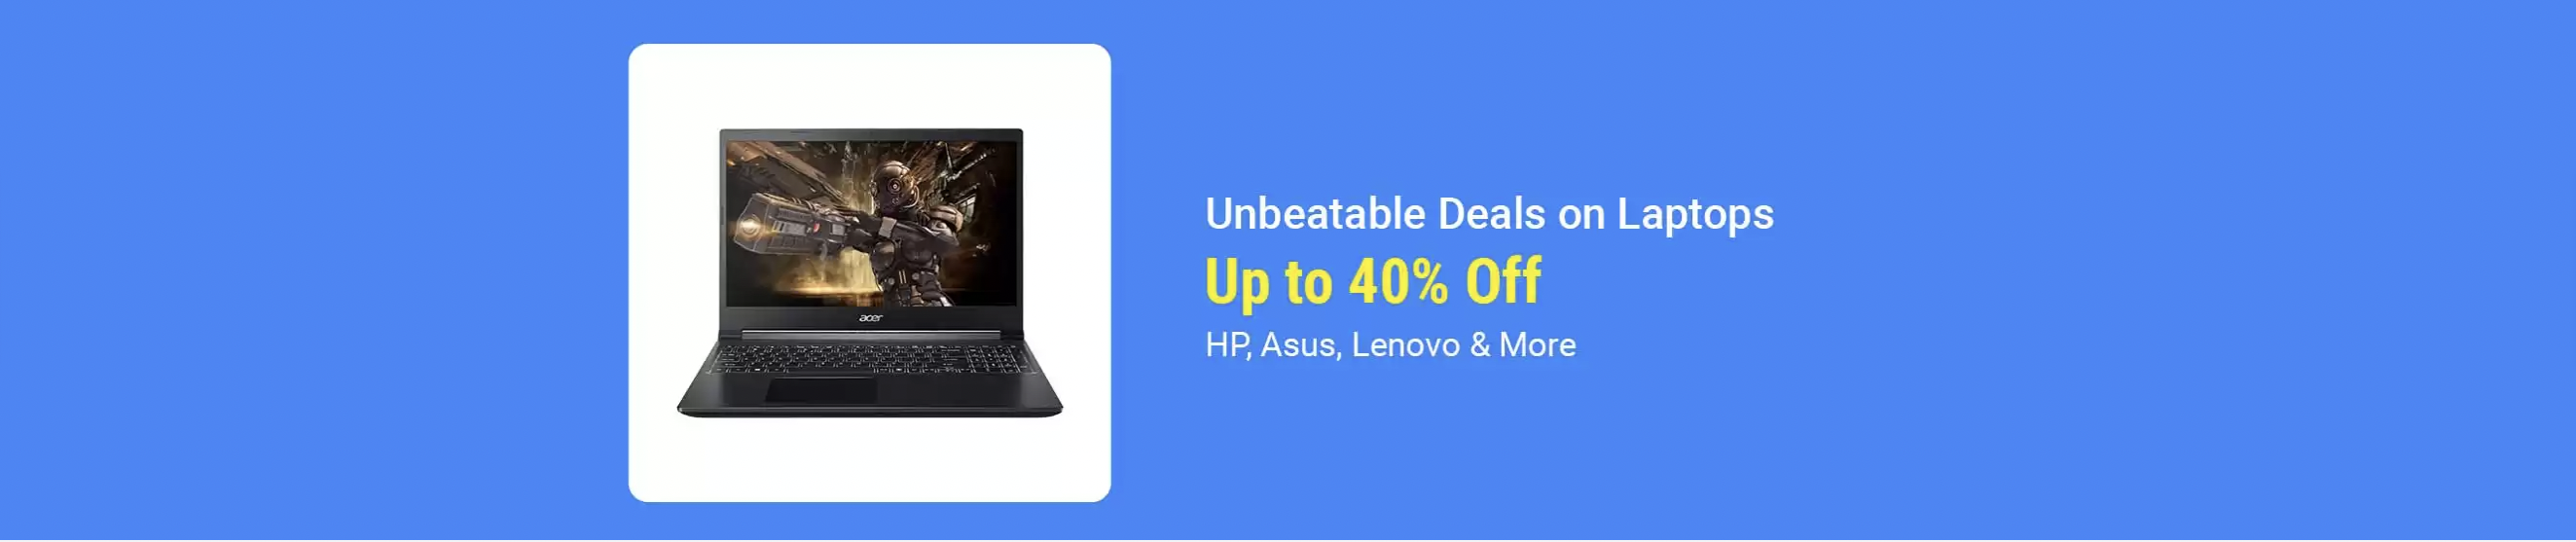 acer
Unbeatable Deals on Laptops
Up to 40% Off
HP, Asus, Lenovo & More